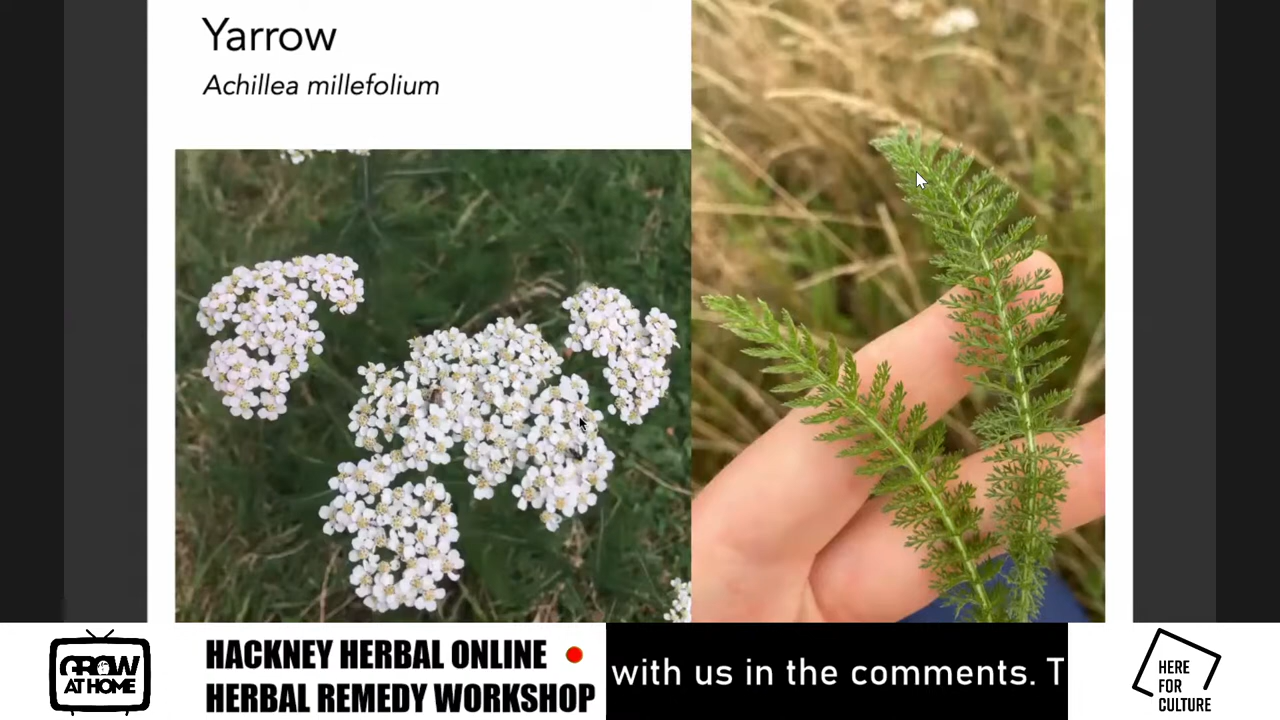 Yarrow
Achillea millefolium
GROW
AT HOME
HACKNEY HERBAL ONLINE
HERBAL REMEDY WORKSHOP
with us in the comments. T
HERE
FOR
CULTURE